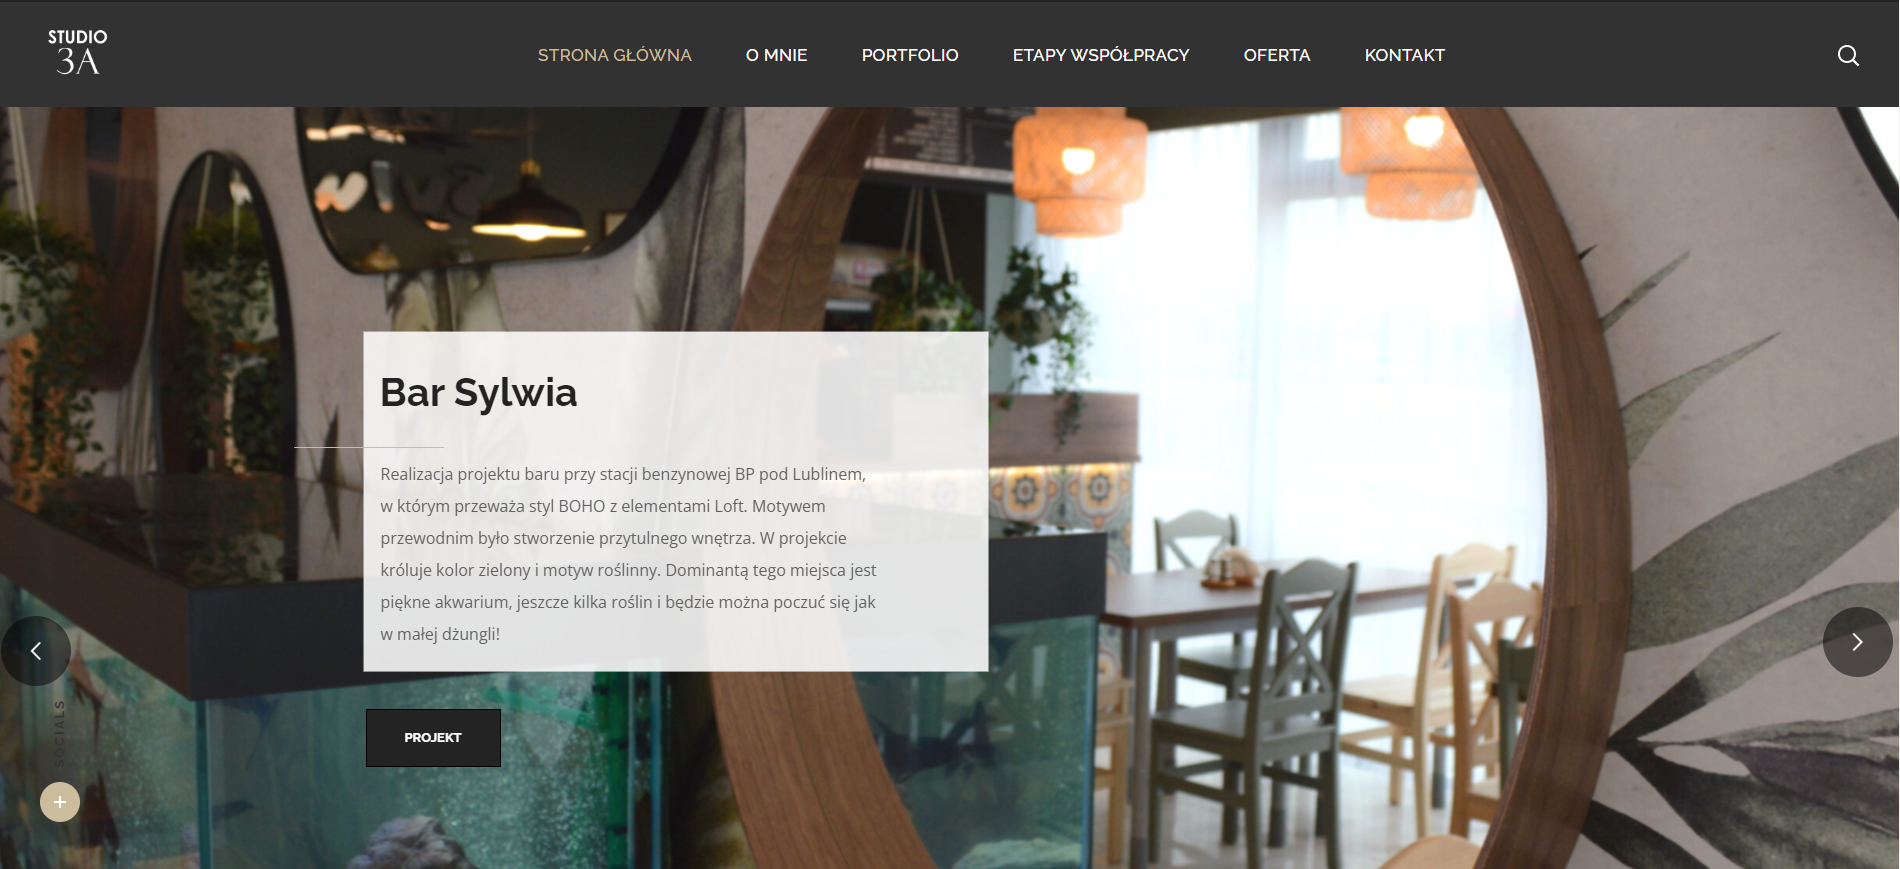 STUDIO
3A
STRONA GŁÓWNA
O MNIE
PORTFOLIO
ETAPY WSPÓŁPRACY
OFERTA
KONTAKT
Bar Sylwia
Realizacja projektu baru przy stacji benzynowej BP pod Lublinem,
w którym przeważa styl BOHO z elementami Loft. Motywem
przewodnim było stworzenie przytulnego wnętrza. W projekcie
króluje kolor zielony i motyw roślinny. Dominantą tego miejsca jest
piękne akwarium, jeszcze kilka roślin i będzie można poczuć się jak
w małej dżungli!
SOCIALS
PROJEKT